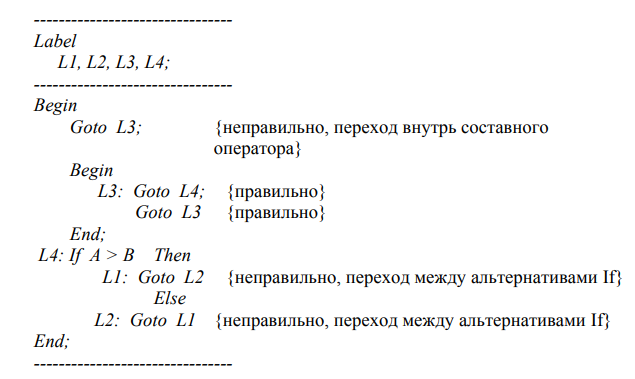 ---------------------------------
Label
L1, L2, L3, L4;
---------------------------------
Begin
Goto L3; {неправильно, переход внутрь составного
оператора}
Begin
L3: Goto L4; {правильно}
Goto L3 {правильно}
End;
L4: If A > B Then
L1: Goto L2 {неправильно, переход между альтернативами If}
Else
L2: Goto L1 {неправильно, переход между альтернативами If}
End;
---------------------------------